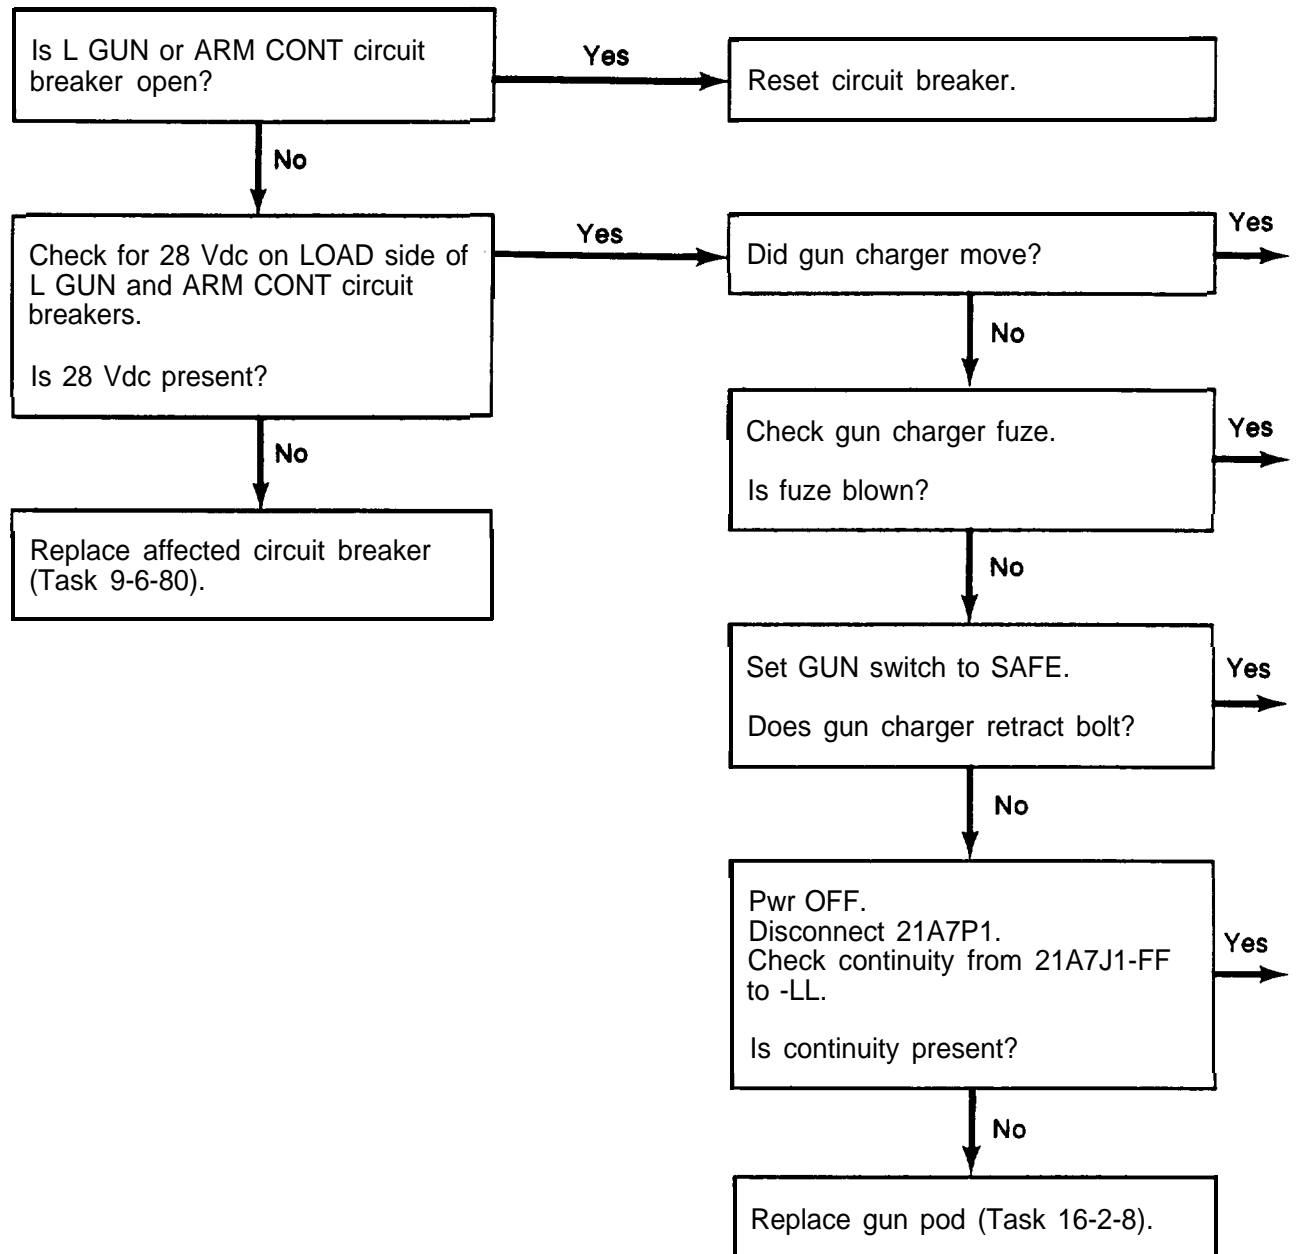 Is L GUN or ARM CONT circuit
breaker open?
Yes
Reset circuit breaker.
No
Check for 28 Vdc on LOAD side of
L GUN and ARM CONT circuit
breakers.
Is 28 Vdc present?
Yes
Did gun charger move?
Yes
No
No
Replace affected circuit breaker
(Task 9-6-80).
Check gun charger fuze.
Is fuze blown?
Yes
No
Set GUN switch to SAFE.
Does gun charger retract bolt?
Yes
No
Pwr OFF.
Disconnect 21A7P1.
Check continuity from 21A7J1-FF
to -LL.
Is continuity present?
Yes
No
Replace gun pod (Task 16-2-8).